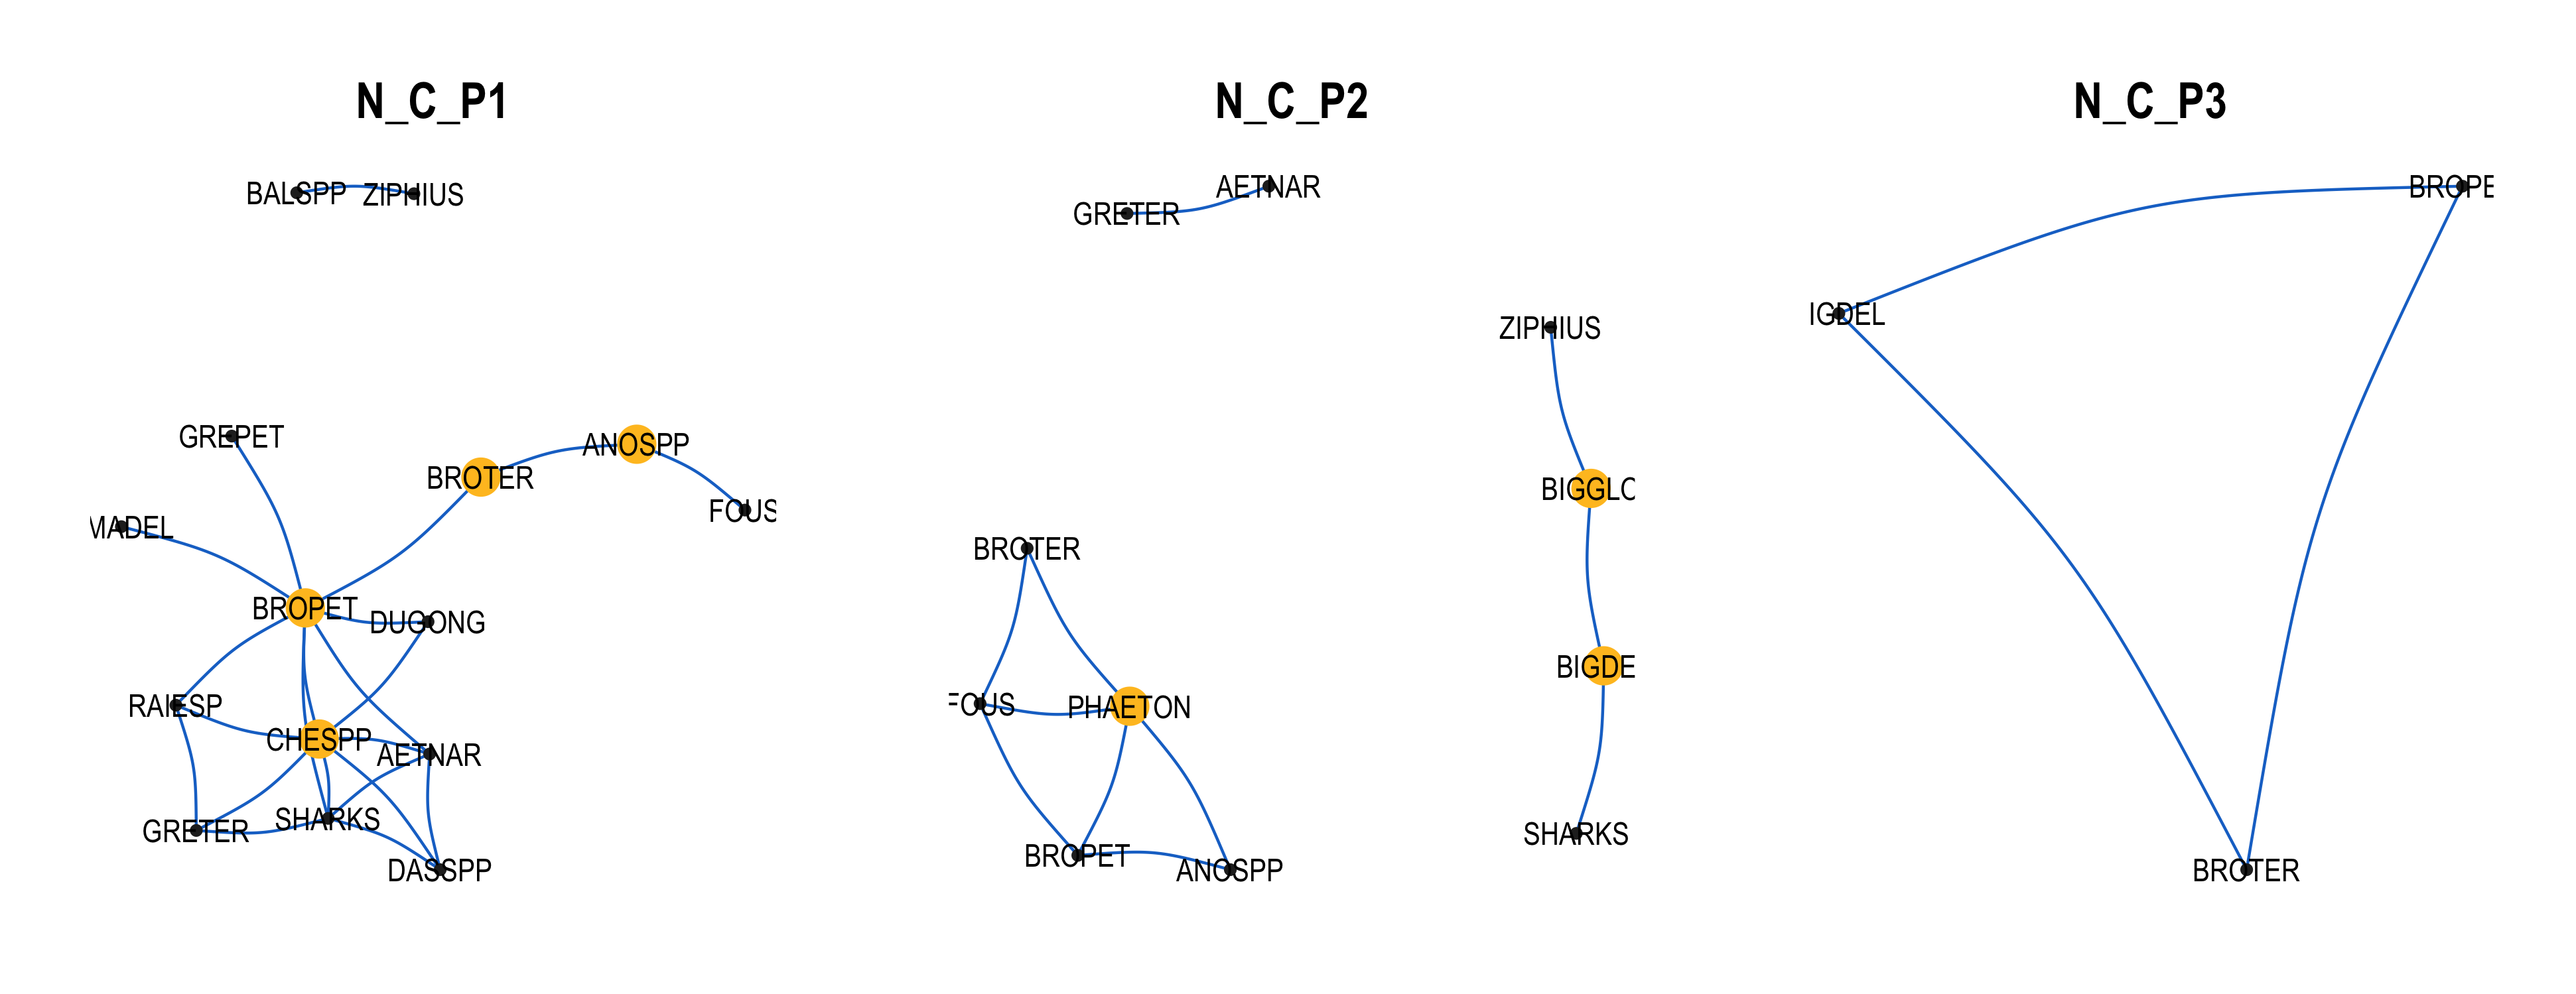 N_C_P1
BALSPP
ZIPHIUS
GREPET
ANOSPP
BROTER
FOUS
MADEL
BROPET
DUGONG
RAIESP
CHESPP
AETNAR
SHARKS
GRETER
DASSPP
N_C_P2
AETNAR
GRETER
ZIPHIUS
BIGGLO
BROTER
BIGDE
FOUS
PHAETON
SHARKS
BROPET
ANOSPP
N_C_P3
BROPE
IGDEL
BROTER